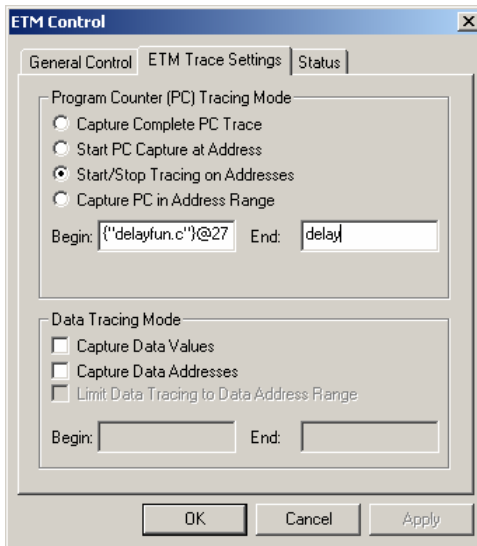 ETM Control
General Control ETM Trace Settings Status
Program Counter (PC) Tracing Mode
Capture Complete PC Trace
Start PC Capture at Address
Start/Stop Tracing on Addresses
Capture PC in Address Range
Begin: {"delayfun.c"}@27 End: delay
Data Tracing Mode
Capture Data Values
Capture Data Addresses
Limit Data Tracing to Data Address Range
Begin: End:
OK Cancel Apply